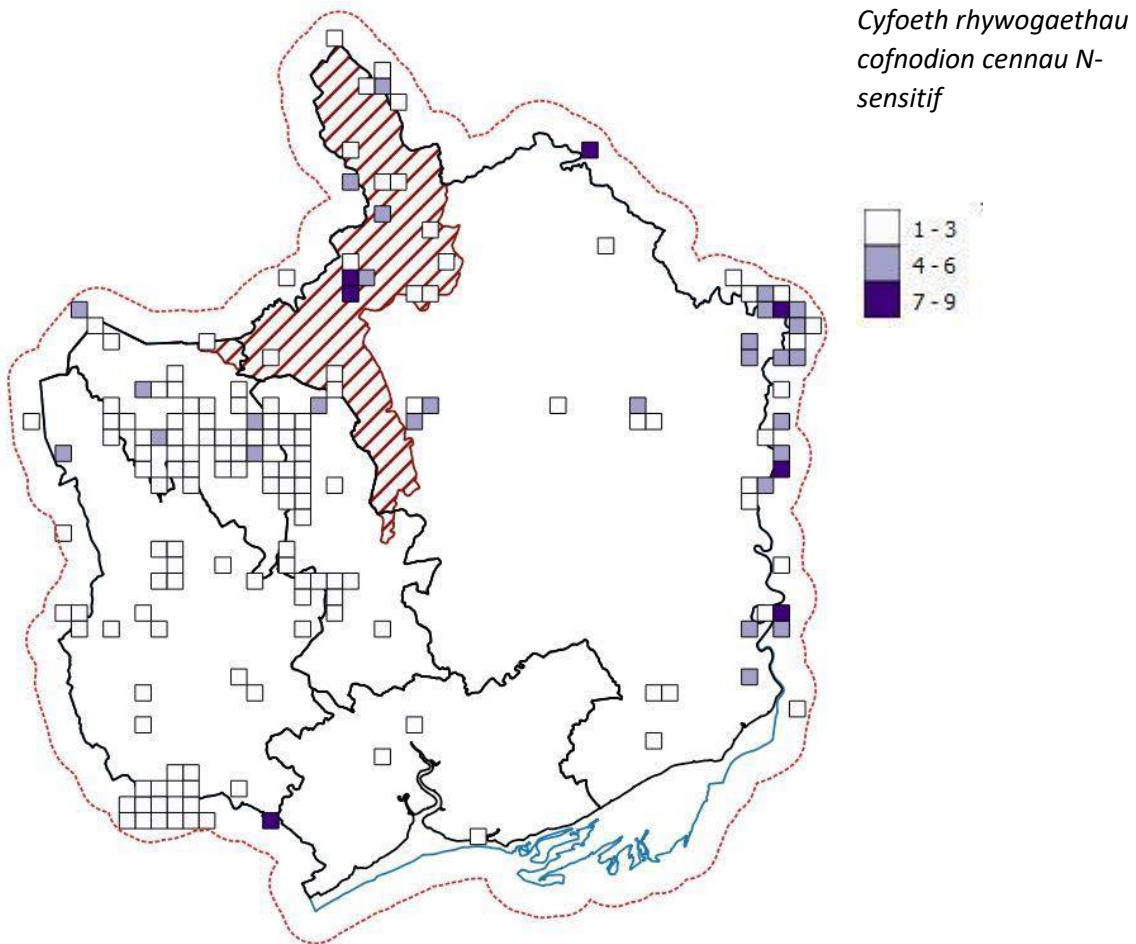 Cyfoeth rhywogaethau
cofnodion cennau N-
sensitif
1 - 3
4 - 6
7 - 9